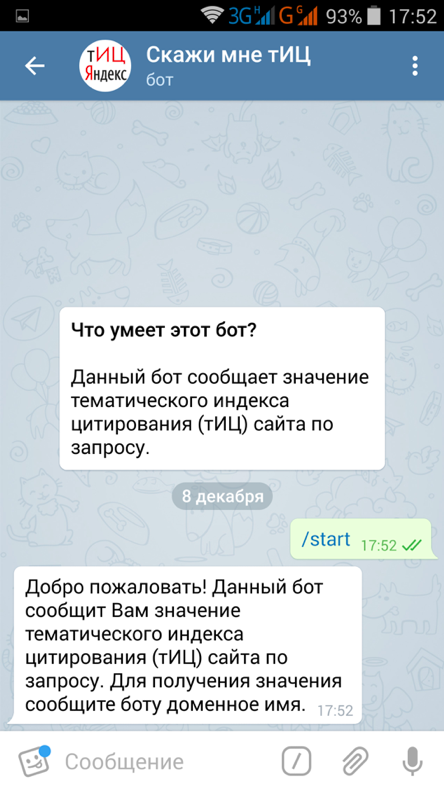 3G H G H 93% 17:52
тИЦ
Яндекс
Скажи мне тИЦ
бот
Что умеет этот бот?
Данный бот сообщает значение
тематического индекса
цитирования (тИЦ) сайта по
запросу.
8 декабря
/start 17:52
Добро пожаловать! Данный бот
сообщит Вам значение
тематического индекса
цитирования (тИЦ) сайта по
запросу. Для получения значения
сообщите боту доменное имя. 17:52
Сообщение